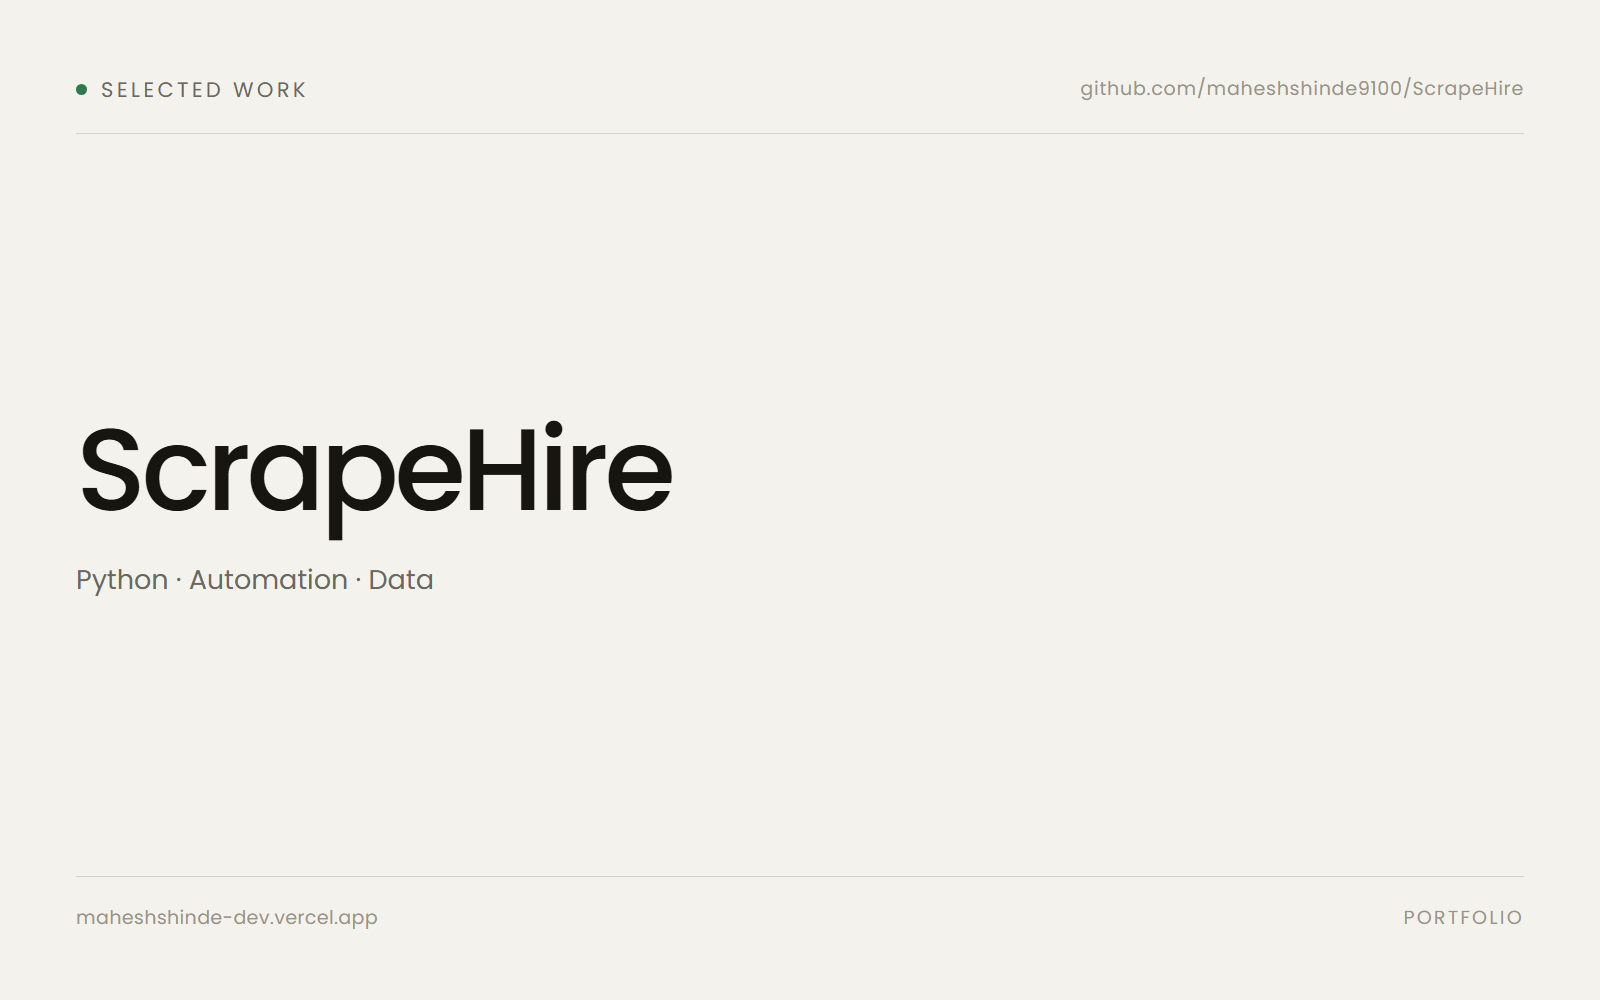 SELECTED WORK
github.com/maheshshinde9100/ScrapeHire
ScrapeHire
Python · Automation · Data
maheshshinde-dev.vercel.app
PORTFOLIO